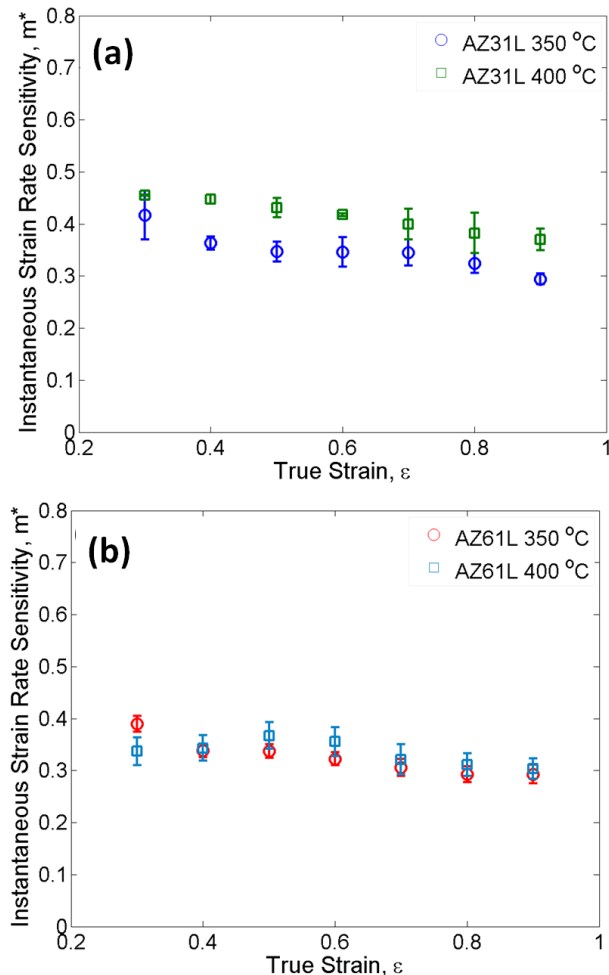 (a)
AZ31L 350 °C
AZ31L 400 °C
Instantaneous Strain Rate Sensitivity, m*
0.8
0.7
0.6
0.5
0.4
0.3
0.2
0.1
0
0.2
0.4
0.6
0.8
1
True Strain, ε
(b)
AZ61L 350 °C
AZ61L 400 °C
Instantaneous Strain Rate Sensitivity, m*
0.8
0.7
0.6
0.5
0.4
0.3
0.2
0.1
0
0.2
0.4
0.6
0.8
1
True Strain, ε